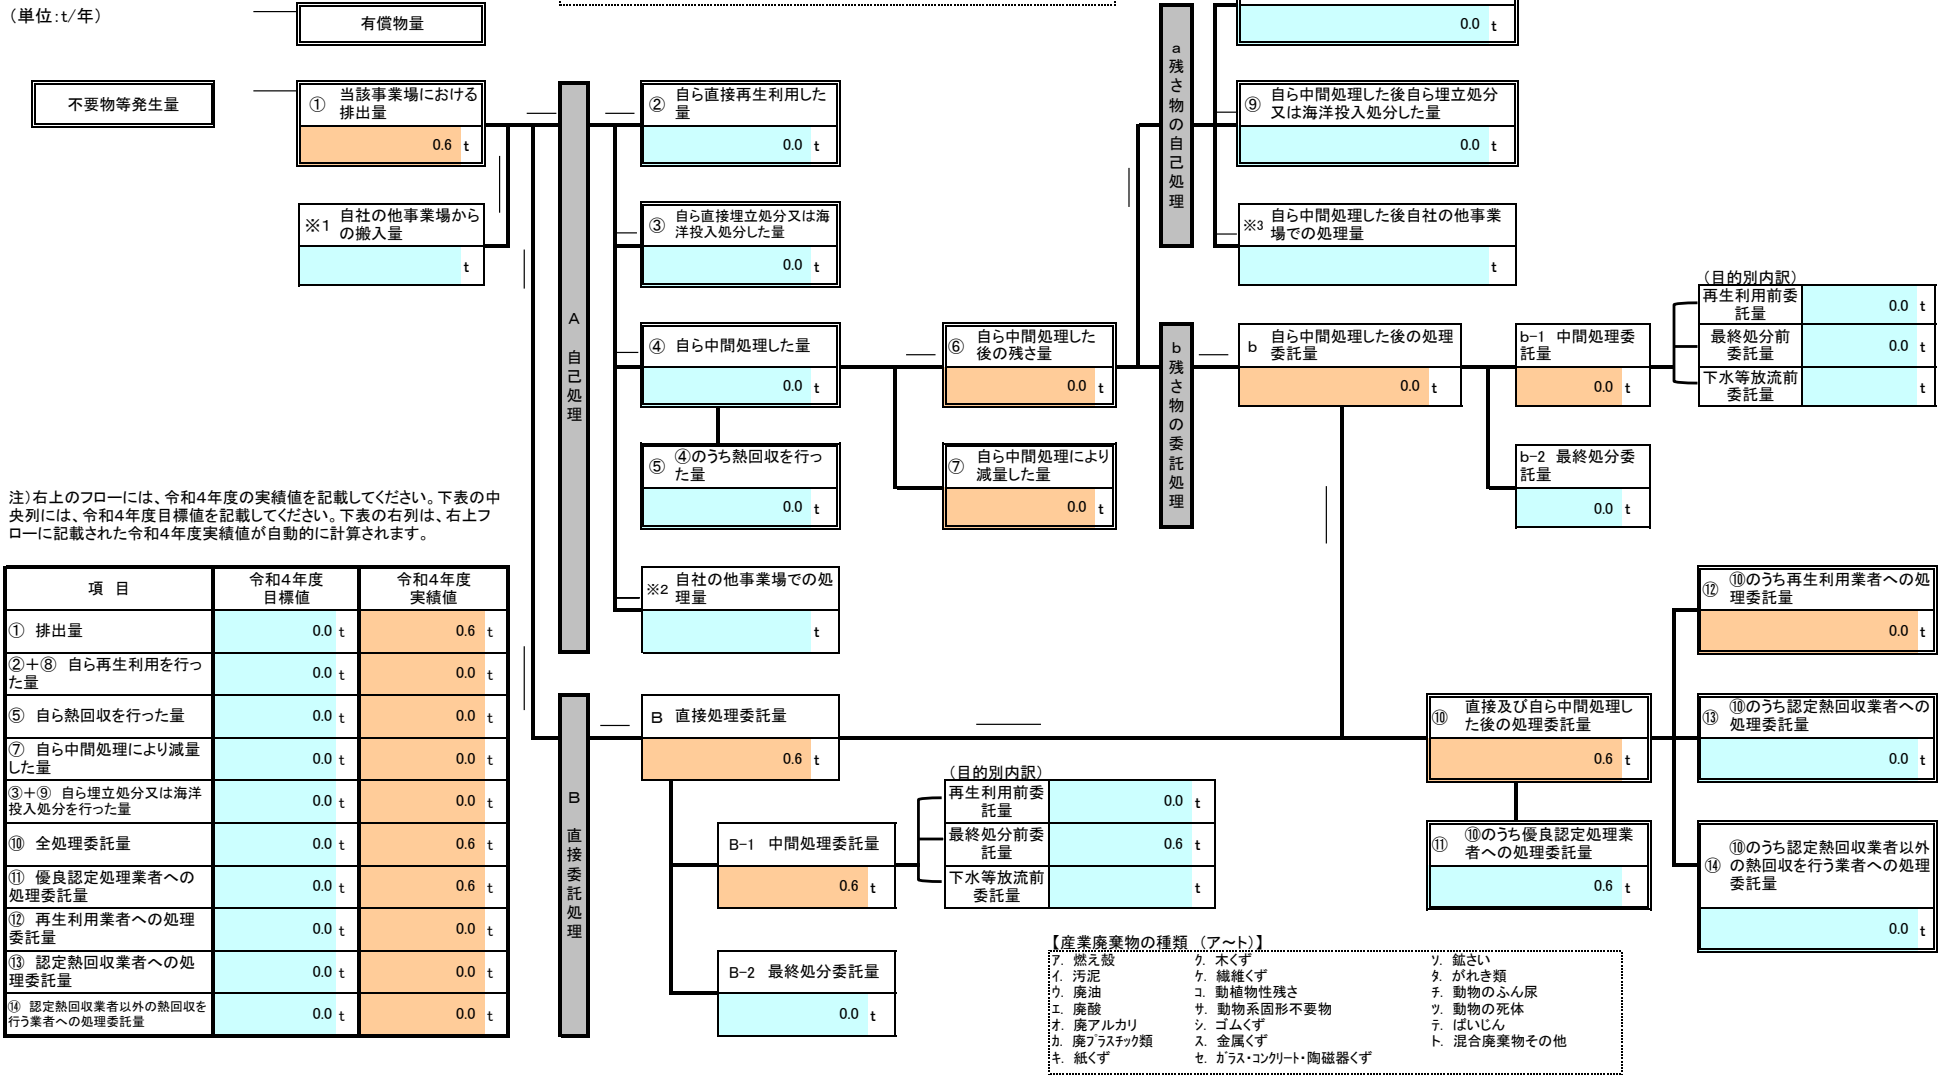 (単位:t/年)
有償物量
0.0 t
不要物等発生量
① 当該事業場における
排出量
0.6 t
② 自ら直接再生利用した
量
0.0 t
a
残
さ
物
の
自
己
処
理
⑨ 自ら中間処理した後自ら埋立処分
又は海洋投入処分した量
0.0 t
※1 自社の他事業場から
の搬入量
t
③ 自ら直接埋立処分又は海
洋投入処分した量
0.0 t
※3 自ら中間処理した後自社の他事業
場での処理量
t
A
自
己
処
理
④ 自ら中間処理した量
0.0 t
⑥ 自ら中間処理した
後の残さ量
0.0 t
b
残
さ
物
の
委
託
処
理
b 自ら中間処理した後の処理
委託量
0.0 t
b-1 中間処理委
託量
0.0 t
(目的別内訳)
再生利用前委
託量 0.0 t
最終処分前
委託量 0.0 t
下水等放流前
委託量 t
⑤ ④のうち熱回収を行っ
た量
0.0 t
⑦ 自ら中間処理により
減量した量
0.0 t
b-2 最終処分委
託量
0.0 t
注)右上のフローには、令和4年度の実績値を記載してください。下表の中
央列には、令和4年度目標値を記載してください。下表の右列は、右上フ
ローに記載された令和4年度実績値が自動的に計算されます。
※2 自社の他事業場での処
理量
t
項 目 令和4年度
目標値 令和4年度
実績値
① 排出量 0.0 t 0.6 t
②+⑧ 自ら再生利用を行っ
た量 0.0 t 0.0 t
⑤ 自ら熱回収を行った量 0.0 t 0.0 t
⑦ 自ら中間処理により減量
した量 0.0 t 0.0 t
③+⑨ 自ら埋立処分又は海洋
投入処分を行った量 0.0 t 0.0 t
⑩ 全処理委託量 0.0 t 0.6 t
⑪ 優良認定処理業者への
処理委託量 0.0 t 0.6 t
⑫ 再生利用業者への処理
委託量 0.0 t 0.0 t
⑬ 認定熱回収業者への処
理委託量 0.0 t 0.0 t
⑭ 認定熱回収業者以外の熱回収を
行う業者への処理委託量 0.0 t 0.0 t
B
直
接
委
託
処
理
B 直接処理委託量
0.6 t
B-1 中間処理委託量
0.6 t
(目的別内訳)
再生利用前委
託量 0.0 t
最終処分前委
託量 0.6 t
下水等放流前
委託量 t
B-2 最終処分委託量
0.0 t
⑩ 直接及び自ら中間処理し
た後の処理委託量
0.6 t
⑪ ⑩のうち優良認定処理業
者への処理委託量
0.6 t
⑫ ⑩のうち再生利用業者への処
理委託量
0.0 t
⑬ ⑩のうち認定熱回収業者への
処理委託量
0.0 t
⑭ ⑩のうち認定熱回収業者以外
の熱回収を行う業者への処理
委託量
0.0 t
【産業廃棄物の種類 (ア~ト)】
ア. 燃え殻 ク. 木くず ソ. 鉱さい
イ. 汚泥 ケ. 繊維くず タ. がれき類
ウ. 廃油 コ. 動植物性残さ チ. 動物のふん尿
エ. 廃酸 サ. 動物系固形不要物 ツ. 動物の死体
オ. 廃アルカリ シ. ゴムくず テ. ばいじん
カ. 廃プラスチック類 ス. 金属くず ト. 混合廃棄物その他
キ. 紙くず セ. ガラス・コンクリート・陶磁器くず